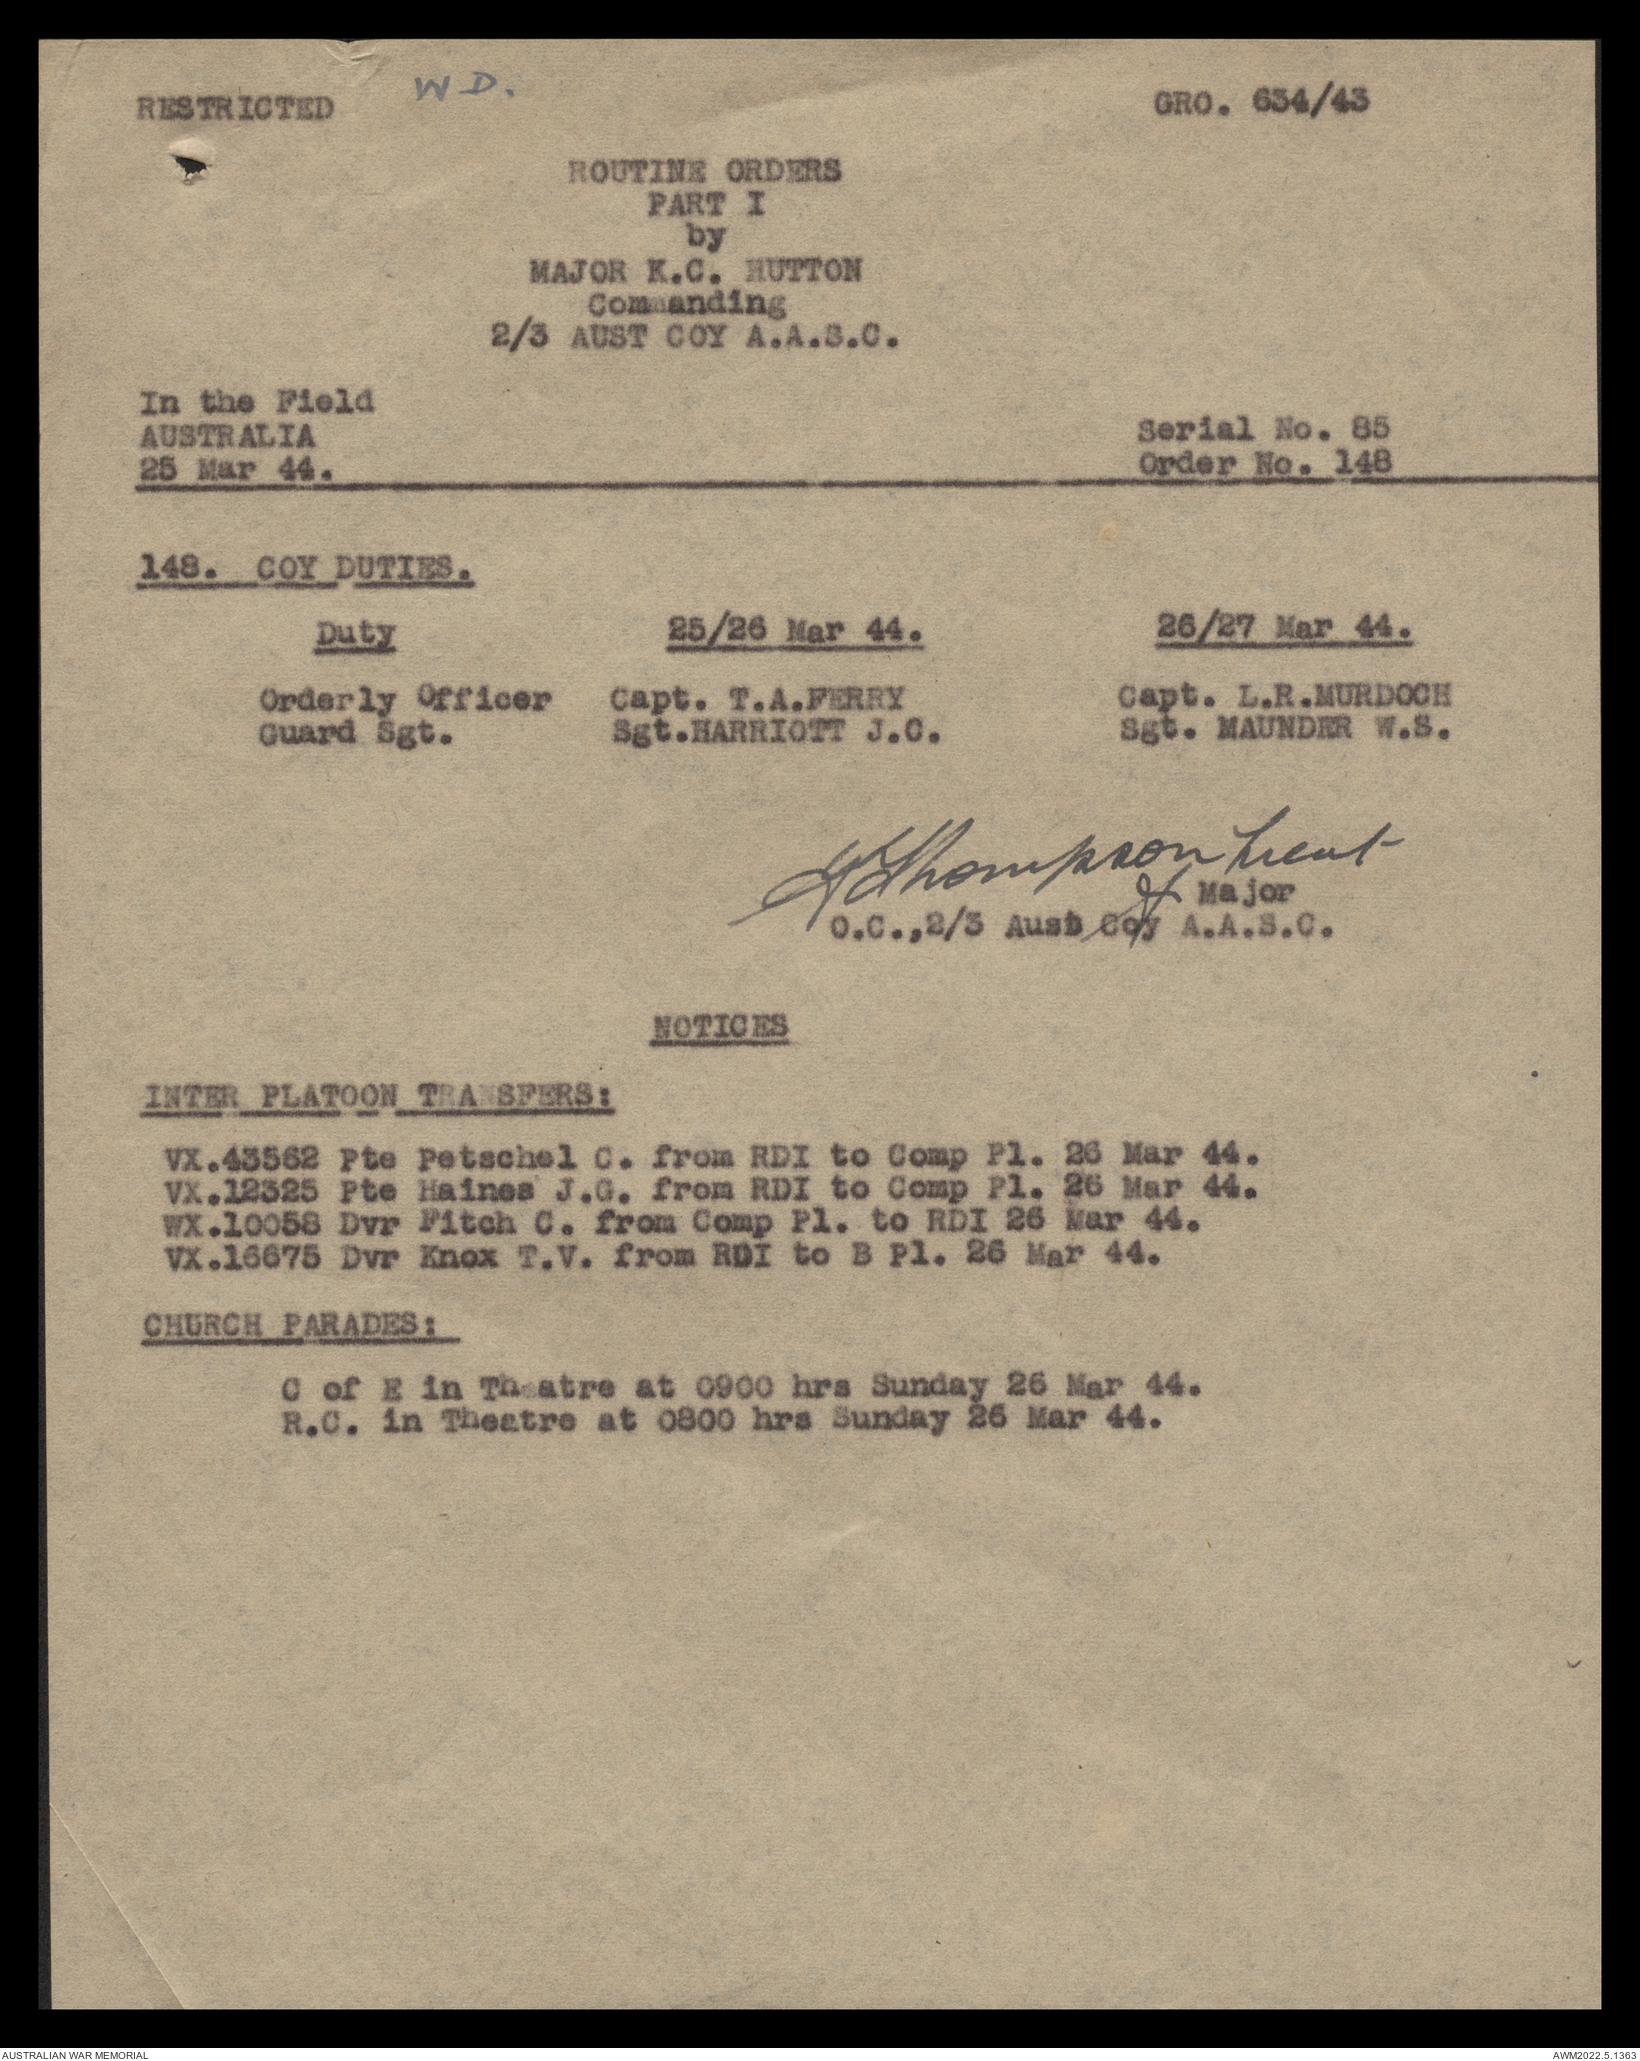 RESTRICTED W D. GRO. 634/43
ROUTINE ORDERS
PART I
by
MAJOR K.C. HUTTON
Commanding
2/3 AUST COY A.A.S.C.
In the Field
AUSTRALIA
25 Mar 44.
Serial No. 85
Order No. 148
148. COY DUTIES.
Duty 25/26 Mar 44. 26/27 Mar 44.
Orderly Officer Capt. T.A.FERRY Capt. L.R.MURDOCH
Guard Sgt. Sgt.HARRIOTT J.C. Sgt. MAUNDER W.S.
Thompson Lieut
Major
O.C.,2/3 Aust Coy A.A.S.C.
NOTICES
INTER PLATOON TRANSFERS:
VX.43562 Pte Petschel C. from RDI to Comp Pl. 26 Mar 44.
VX.12325 Pte Haines J.G. from RDI to Comp Pl. 26 Mar 44.
WX.10058 Dvr Fitch C. from Comp Pl. to RDI 26 Mar 44.
VX.16675 Dvr Knox T.V. from RDI to B Pl. 26 Mar 44.
CHURCH PARADES:
C of E in Theatre at 0900 hrs Sunday 26 Mar 44.
R.C. in Theatre at 0800 hrs Sunday 26 Mar 44.
AUSTRALIAN WAR MEMORIAL AWM2022.5.1363